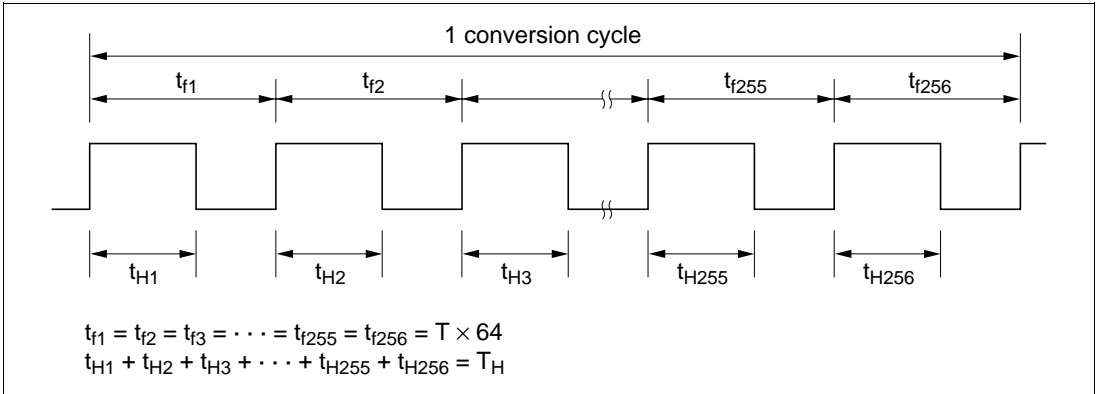 1 conversion cycle
tf1 tf2 tf255 tf256
tH1 tH2 tH3 tH255 tH256
tf1 = tf2 = tf3 = · · · = tf255 = tf256 = T × 64
tH1 + tH2 + tH3 + · · · + tH255 + tH256 = TH